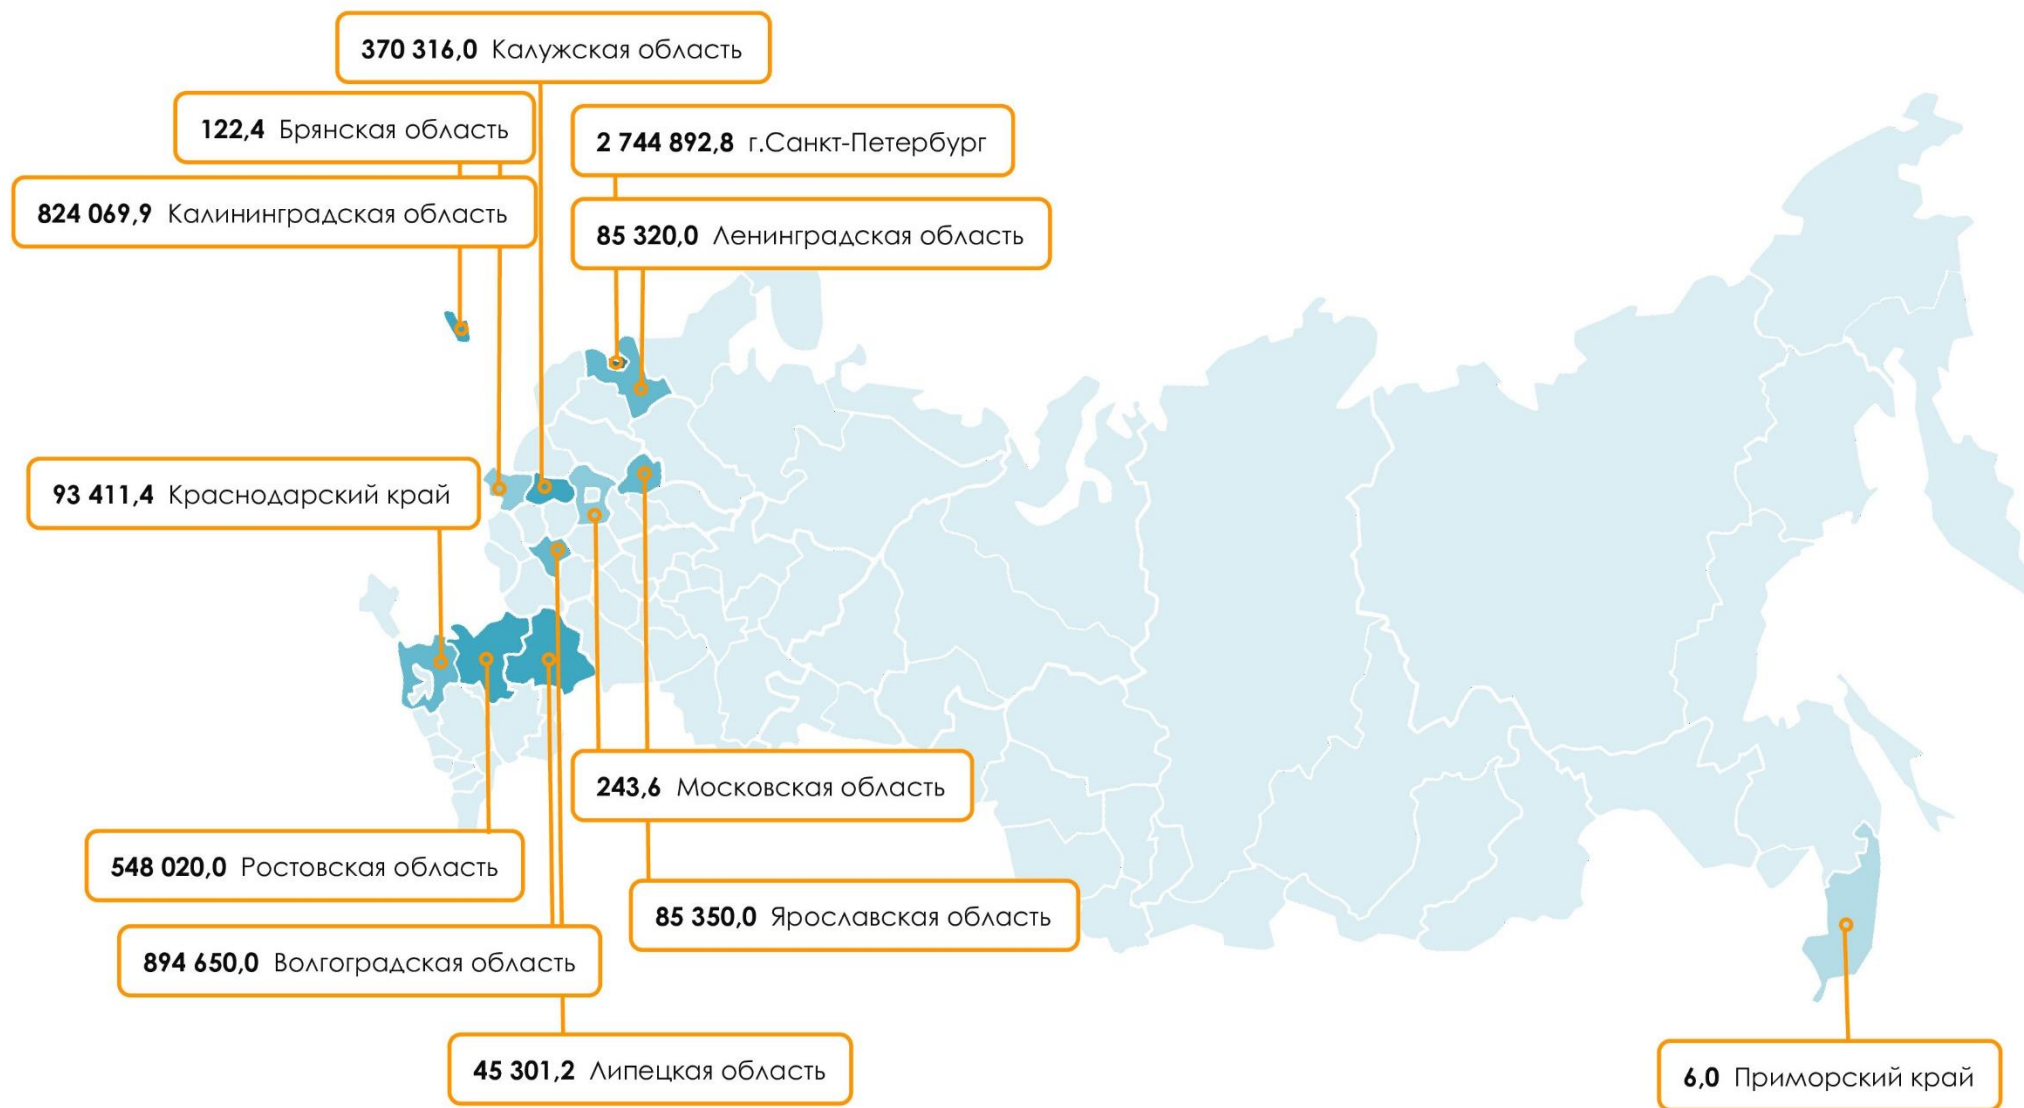 370 316,0 Калужская область
122,4 Брянская область
2 744 892,8 г.Санкт-Петербург
824 069,9 Калининградская область
85 320,0 Ленинградская область
93 411,4 Краснодарский край
243,6 Московская область
548 020,0 Ростовская область
85 350,0 Ярославская область
894 650,0 Волгоградская область
45 301,2 Липецкая область
6,0 Приморский край